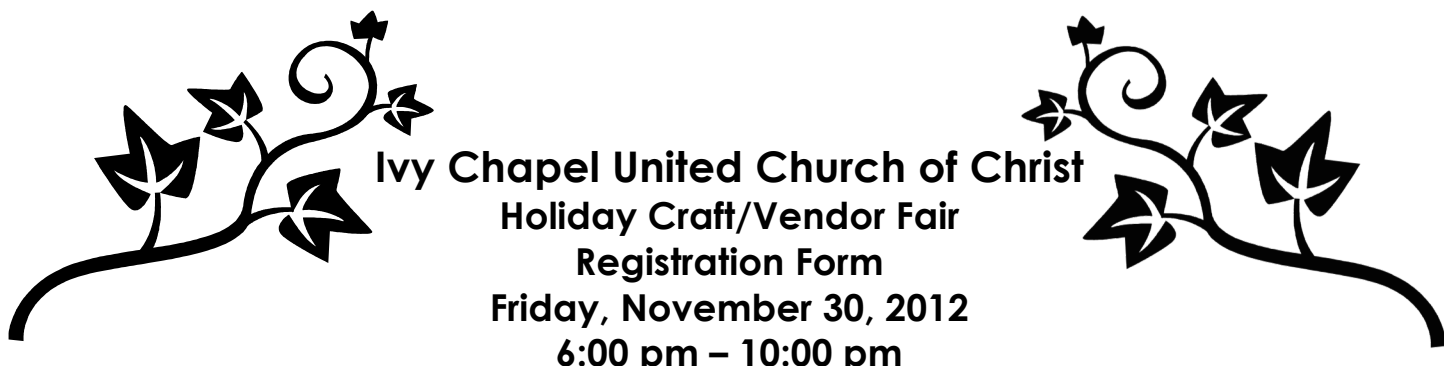 Ivy Chapel United Church of Christ
Holiday Craft/Vendor Fair
Registration Form
Friday, November 30, 2012
6:00 pm – 10:00 pm